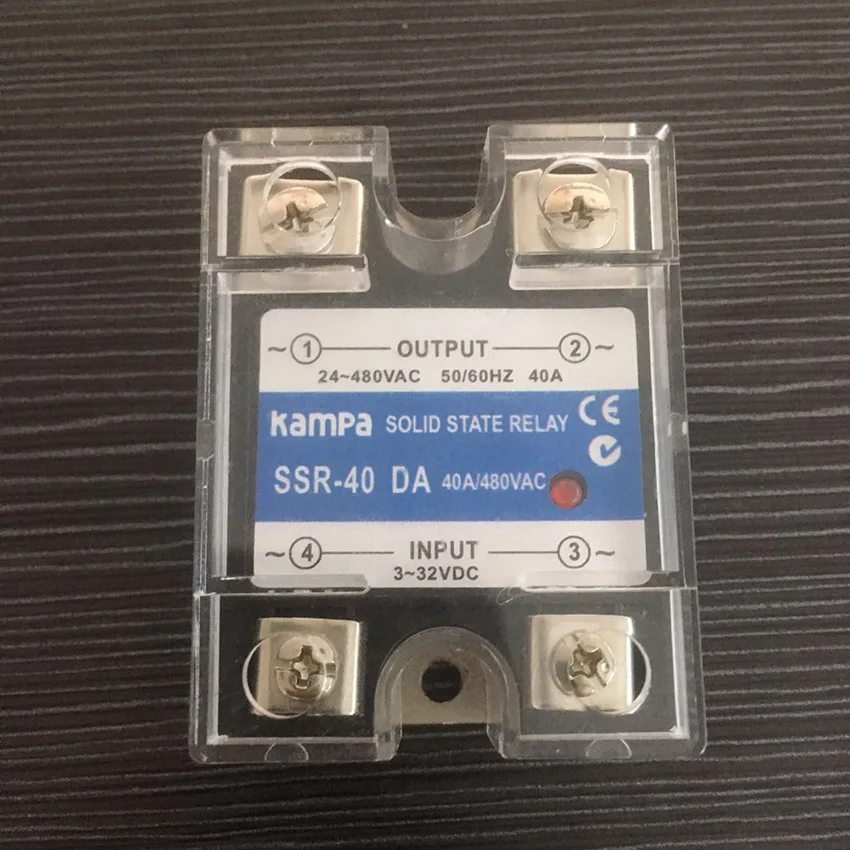 ~ 1 OUTPUT 2 ~
24~480VAC 50/60HZ 40A
kampa SOLID STATE RELAY CE
SSR-40 DA 40A/480VAC
~ 4 INPUT 3 ~
3~32VDC